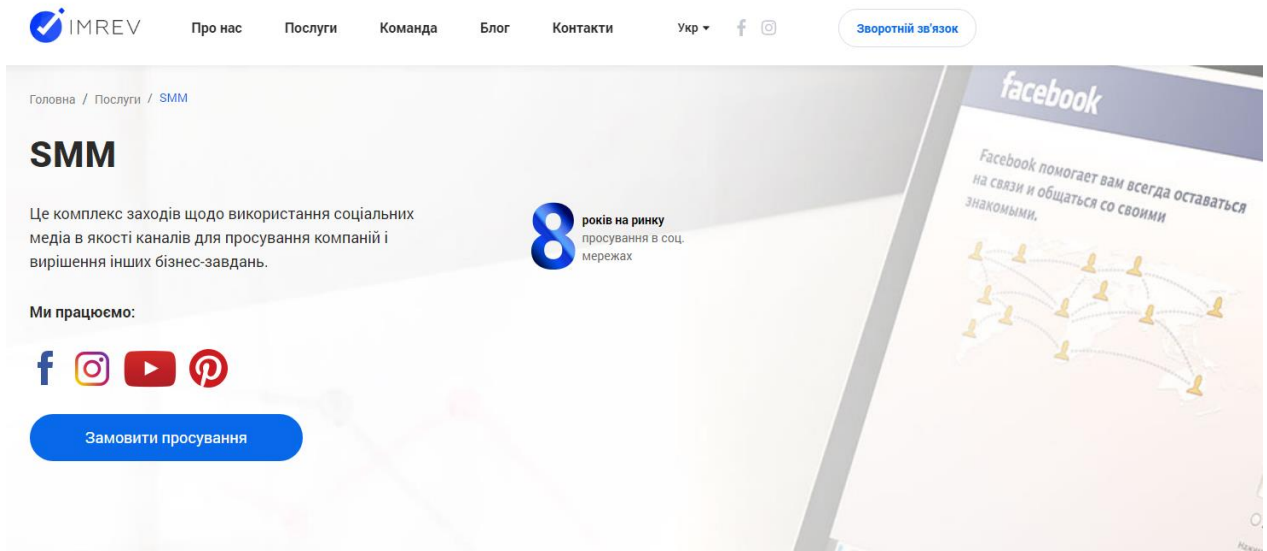 IMREV
Про нас
Послуги
Команда
Блог
Контакти
Укр
Зворотній зв'язок
Головна / Послуги / SMM
SMM
Це комплекс заходів щодо використання соціальних
медіа в якості каналів для просування компаній і
вирішення інших бізнес-завдань.
8
років на ринку
просування в соц.
мережах
Ми працюємо:
Замовити просування
facebook
Facebook помогает вам всегда оставаться
на связи и общаться со своими
знакомыми.